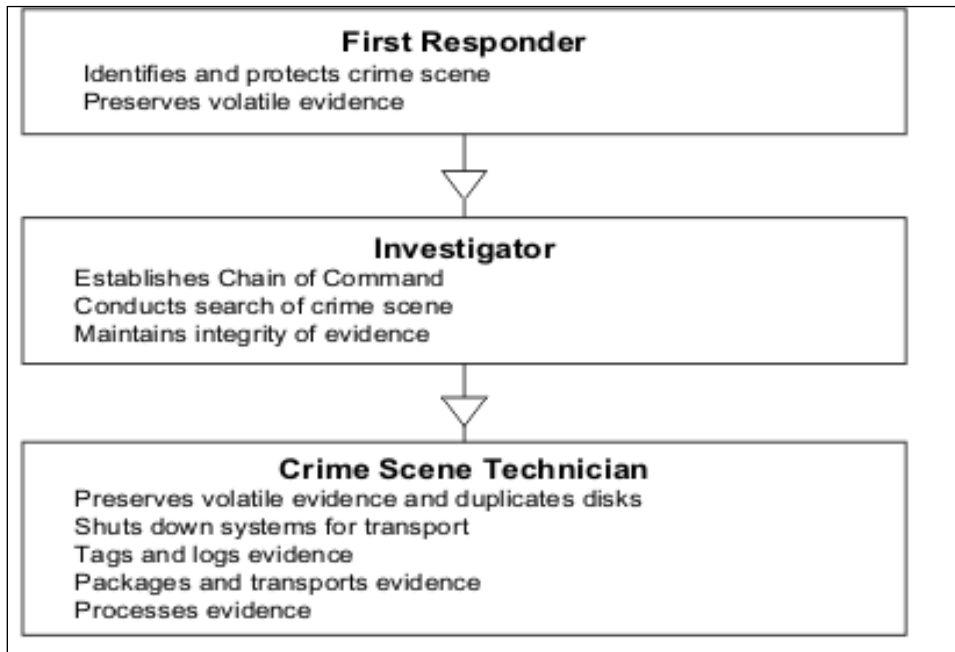 First Responder
Identifies and protects crime scene
Preserves volatile evidence
Investigator
Establishes Chain of Command
Conducts search of crime scene
Maintains integrity of evidence
Crime Scene Technician
Preserves volatile evidence and duplicates disks
Shuts down systems for transport
Tags and logs evidence
Packages and transports evidence
Processes evidence